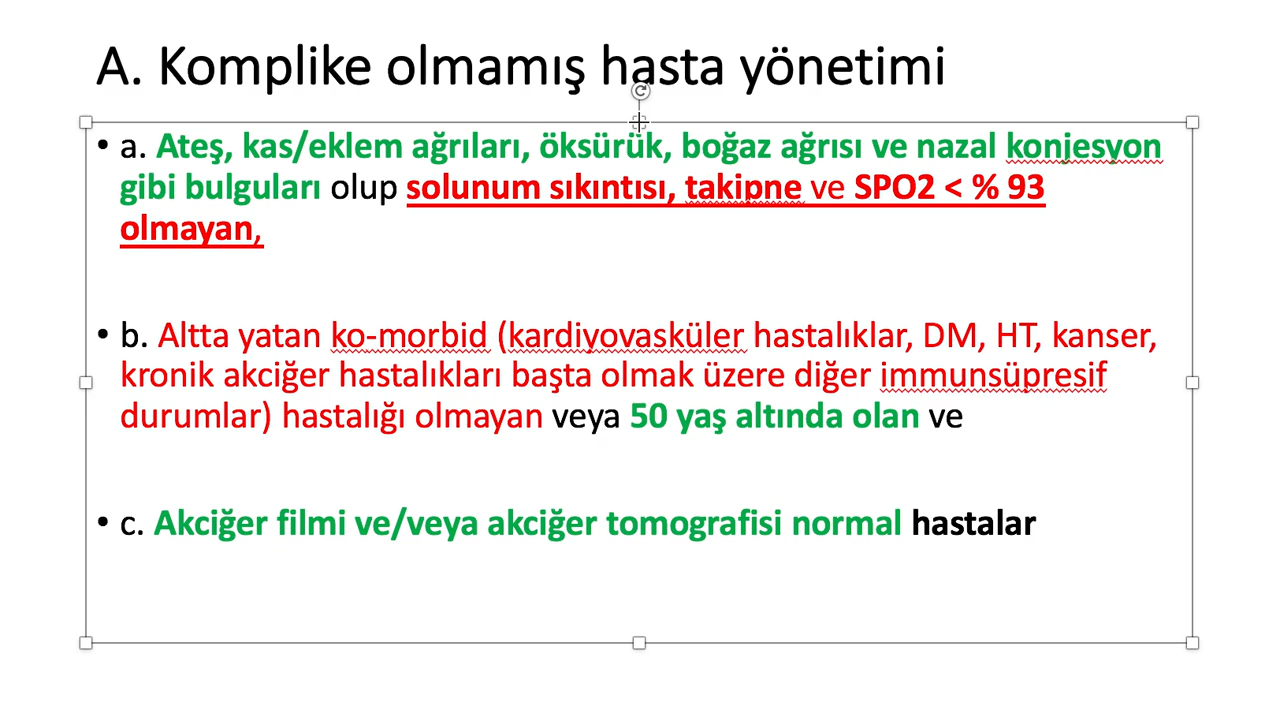 A. Komplike olmamış hasta yönetimi
• a. Ateş, kas/eklem ağrıları, öksürük, boğaz ağrısı ve nazal konjesyon
gibi bulguları olup solunum sıkıntısı, takipne ve SPO2 < % 93
olmayan,
• b. Altta yatan ko-morbid (kardiyovasküler hastalıklar, DM, HT, kanser,
kronik akciğer hastalıkları başta olmak üzere diğer immunsüpresif
durumlar) hastalığı olmayan veya 50 yaş altında olan ve
• c. Akciğer filmi ve/veya akciğer tomografisi normal hastalar